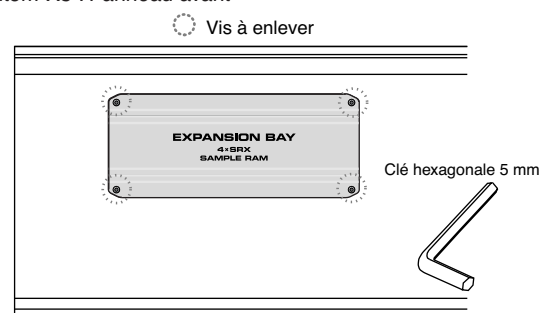 Vis à enlever
EXPANSION BAY
4×SRX
SAMPLE RAM
Clé hexagonale 5 mm